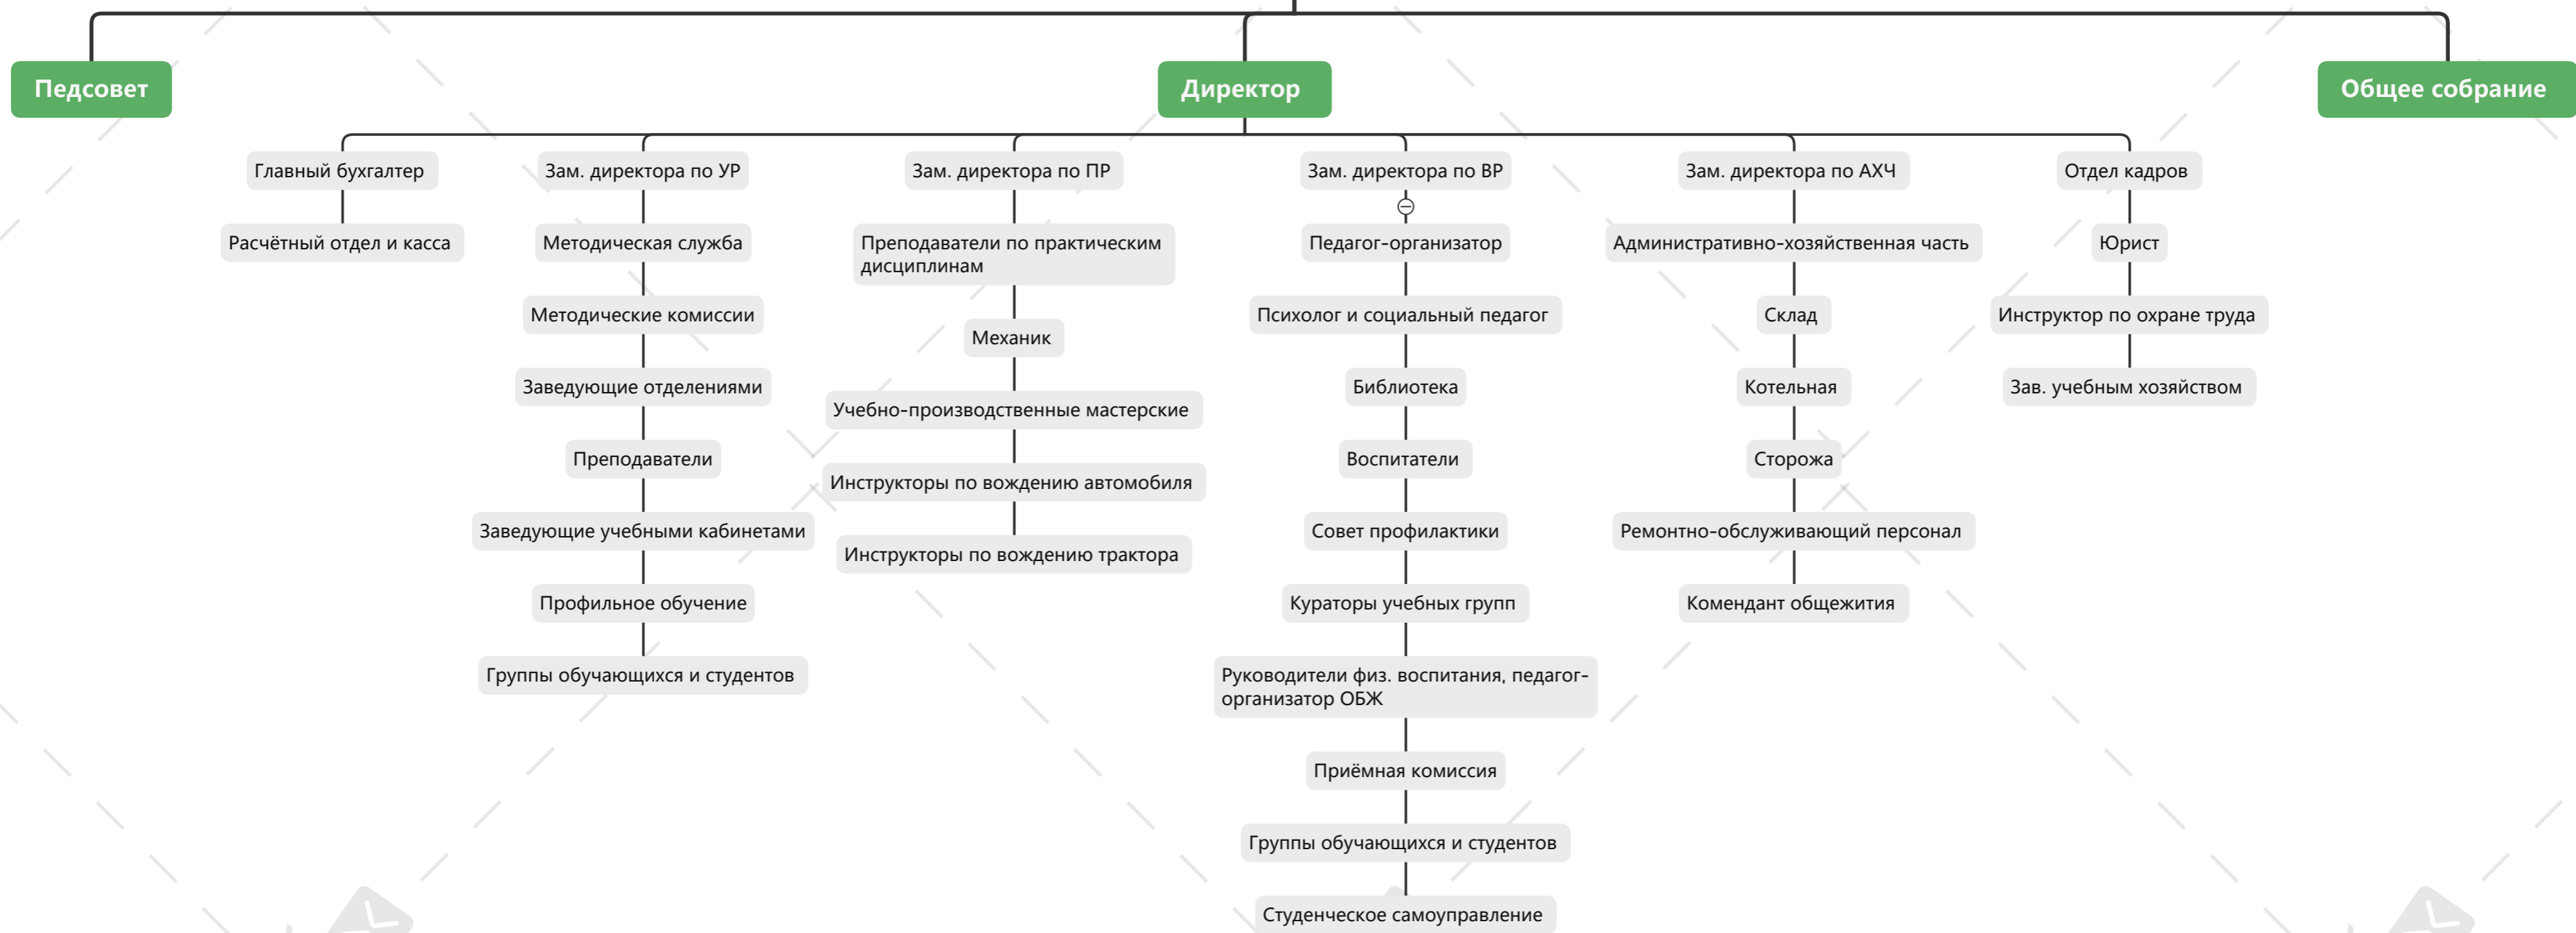 Педсовет
Директор
Общее собрание
Главный бухгалтер
Расчётный отдел и касса
Зам. директора по УР
Методическая служба
Методические комиссии
Заведующие отделениями
Преподаватели
Заведующие учебными кабинетами
Профильное обучение
Группы обучающихся и студентов
Зам. директора по ПР
Преподаватели по практическим
дисциплинам
Механик
Учебно-производственные мастерские
Инструкторы по вождению автомобиля
Инструкторы по вождению трактора
Зам. директора по ВР
Педагог-организатор
Психолог и социальный педагог
Библиотека
Воспитатели
Совет профилактики
Кураторы учебных групп
Руководители физ. воспитания, педагог-
организатор ОБЖ
Приёмная комиссия
Группы обучающихся и студентов
Студенческое самоуправление
Зам. директора по АХЧ
Административно-хозяйственная часть
Склад
Котельная
Сторожа
Ремонтно-обслуживающий персонал
Комендант общежития
Отдел кадров
Юрист
Инструктор по охране труда
Зав. учебным хозяйством